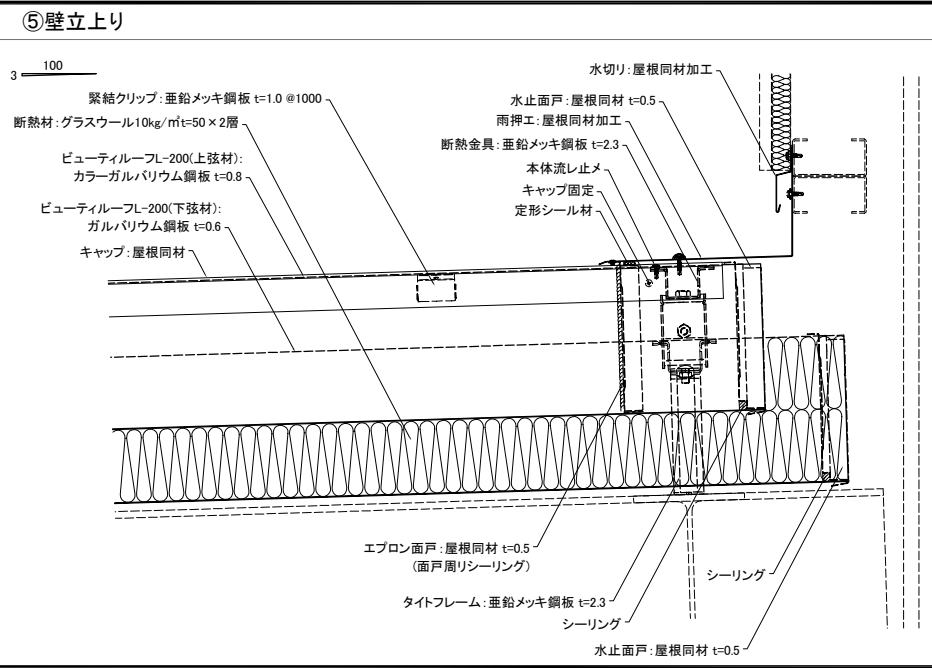 ⑤壁立上り
100
3
水切り:屋根同材加工
緊結クリップ:亜鉛メッキ鋼板 t=1.0 @1000
水止面戸:屋根同材 t=0.5
断熱材:グラスウール10kg/㎥t=50×2層
雨押エ:屋根同材加工
断熱金具:亜鉛メッキ鋼板 t=2.3
ビューティルーフL-200(上弦材):
カラーガルバリウム鋼板 t=0.8
本体流レ止メ
キャップ固定
ビューティルーフL-200(下弦材):
ガルバリウム鋼板 t=0.6
定形シール材
キャップ:屋根同材
エプロン面戸:屋根同材 t=0.5
(面戸周リシーリング)
シーリング
タイトフレーム:亜鉛メッキ鋼板 t=2.3
シーリング
水止面戸:屋根同材 t=0.5